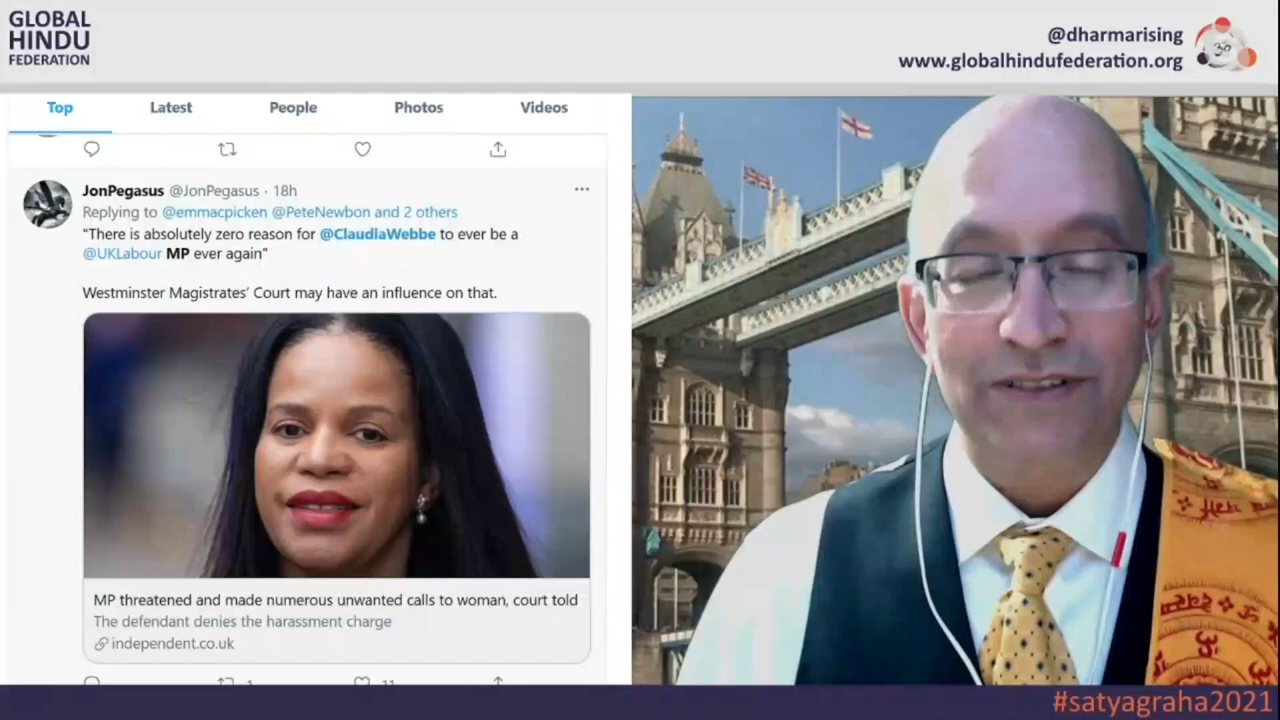 GLOBAL
HINDU
FEDERATION
@dharmarising
www.globalhindufederation.org
Top Latest People Photos Videos
JonPegasus @JonPegasus · 18h
Replying to @emmacpicken @PeteNewbon and 2 others
"There is absolutely zero reason for @ClaudiaWebbe to ever be a
@UKLabour MP ever again"
Westminster Magistrates' Court may have an influence on that.
MP threatened and made numerous unwanted calls to woman, court told
The defendant denies the harassment charge
independent.co.uk
#satyagraha2021